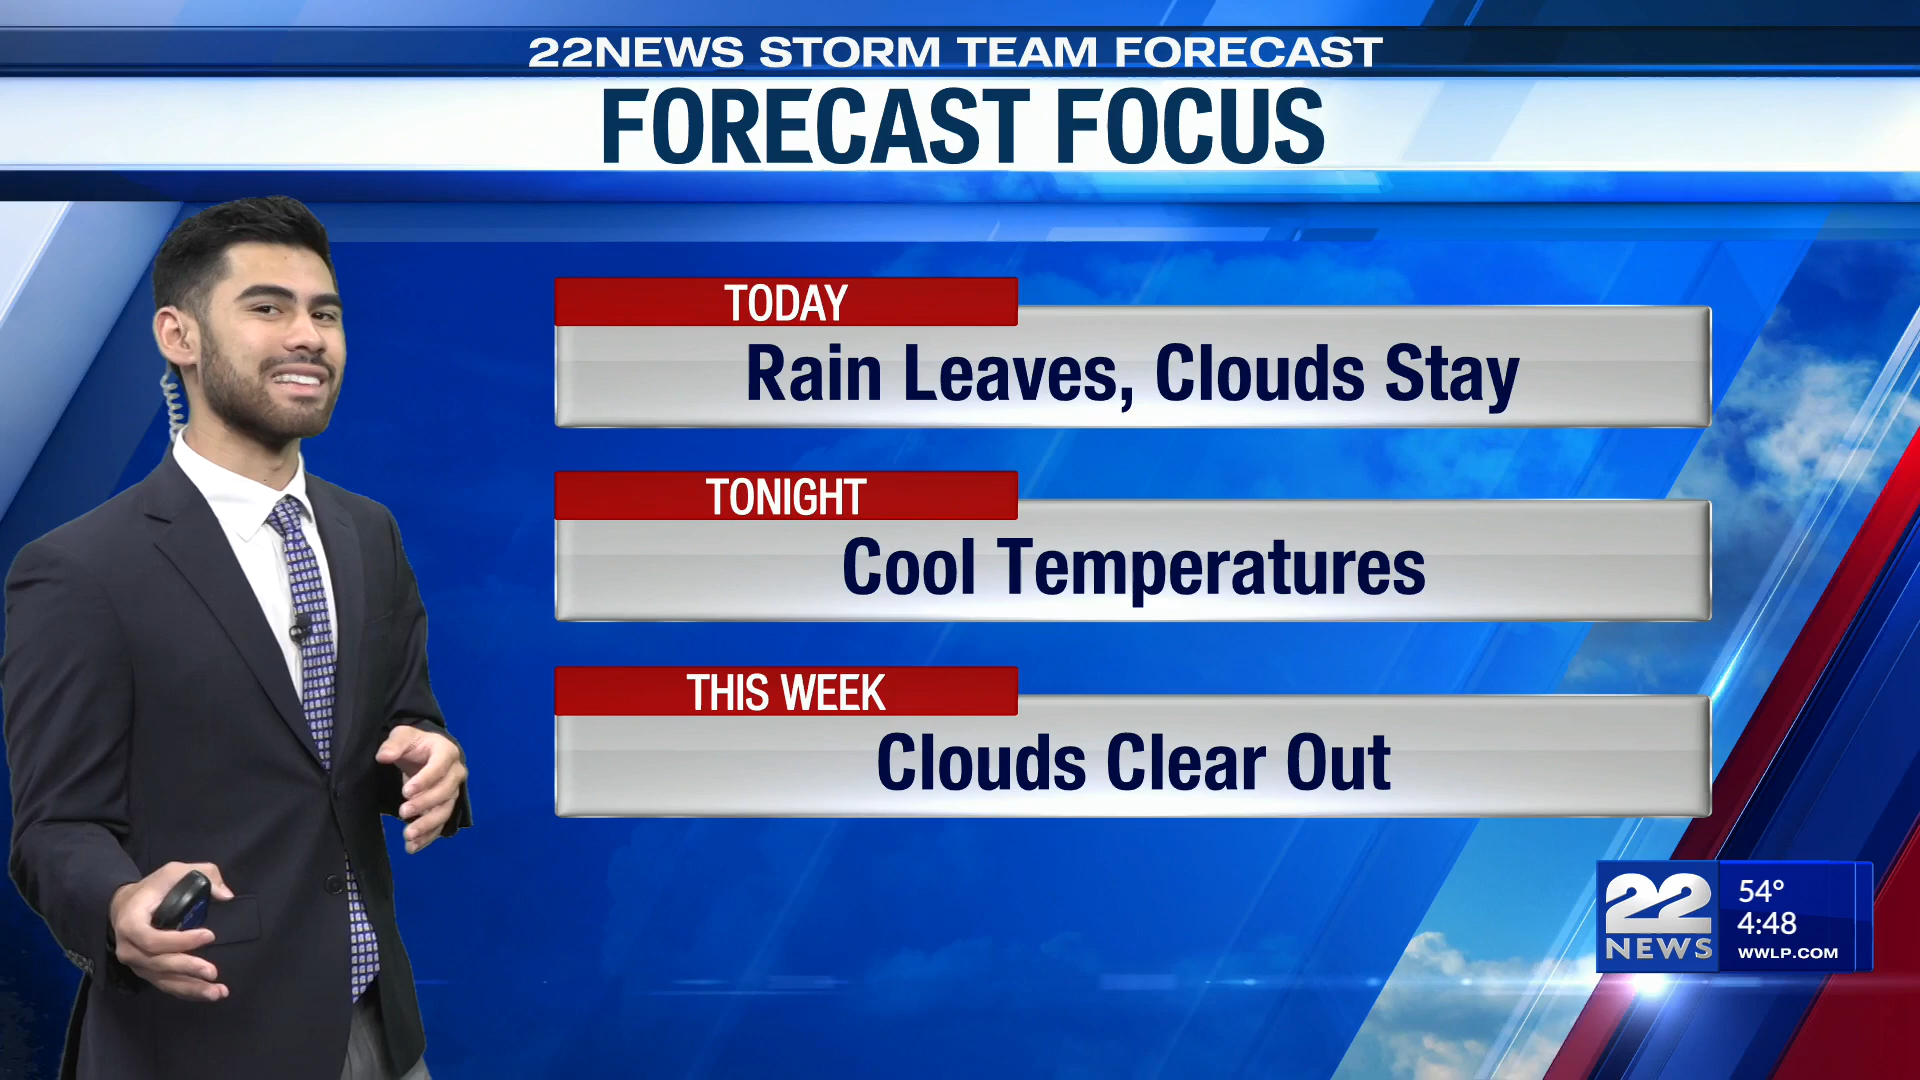 22NEWS STORM TEAM FORECAST
FORECAST FOCUS
TODAY
Rain Leaves, Clouds Stay
TONIGHT
Cool Temperatures
THIS WEEK
Clouds Clear Out
22
NEWS
54°
4:48
WWLP.COM